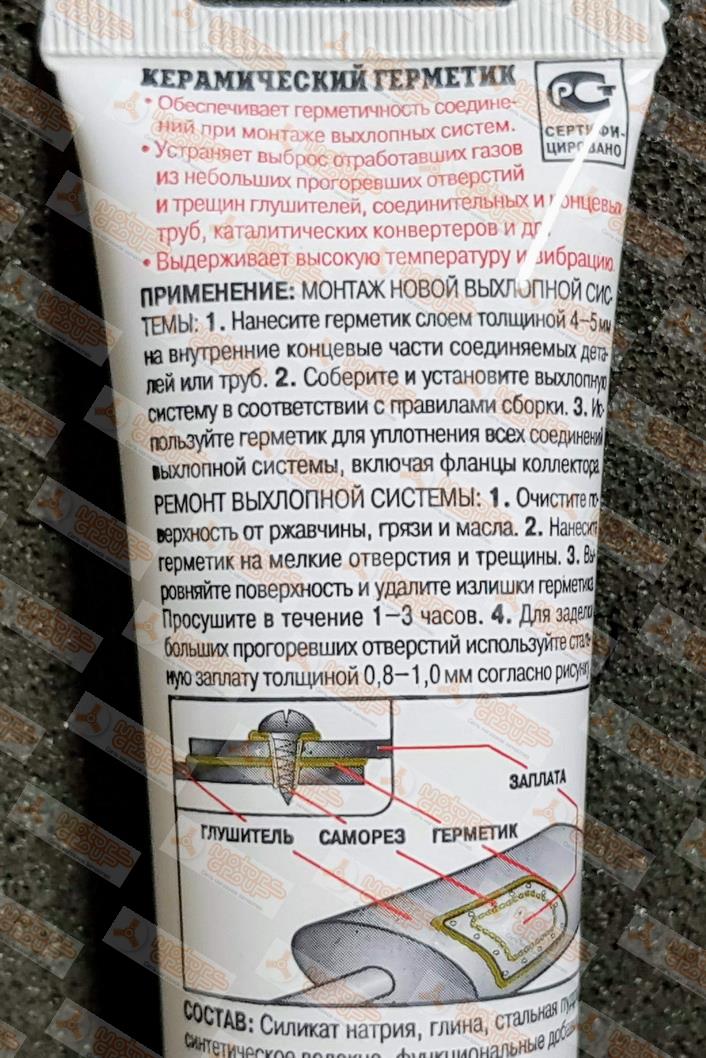 КЕРАМИЧЕСКИЙ ГЕРМЕТИК
• Обеспечивает герметичность соедине-
ний при монтаже выхлопных систем.
• Устраняет выброс отработавших газов
из небольших прогоревших отверстий
и трещин глушителей, соединительных и концевых
труб, каталитических конвертеров и др.
• Выдерживает высокую температуру и вибрацию.
РСТ
СЕРТИФИ-
ЦИРОВАНО
ПРИМЕНЕНИЕ: МОНТАЖ НОВОЙ ВЫХЛОПНОЙ СИС-
ТЕМЫ: 1. Нанесите герметик слоем толщиной 4–5 мм
на внутренние концевые части соединяемых дета-
лей или труб. 2. Соберите и установите выхлопную
систему в соответствии с правилами сборки. 3. Ис-
пользуйте герметик для уплотнения всех соединений
выхлопной системы, включая фланцы коллектора.
РЕМОНТ ВЫХЛОПНОЙ СИСТЕМЫ: 1. Очистите по-
верхность от ржавчины, грязи и масла. 2. Нанесите
герметик на мелкие отверстия и трещины. 3. Вы-
ровняйте поверхность и удалите излишки герметика.
Просушите в течение 1–3 часов. 4. Для заделки
больших прогоревших отверстий используйте сталь-
ную заплату толщиной 0,8–1,0 мм согласно рисунку
ЗАПЛАТА
ГЛУШИТЕЛЬ САМОРЕЗ ГЕРМЕТИК
СОСТАВ: Силикат натрия, глина, стальная
синтетическое волокно, функциональные